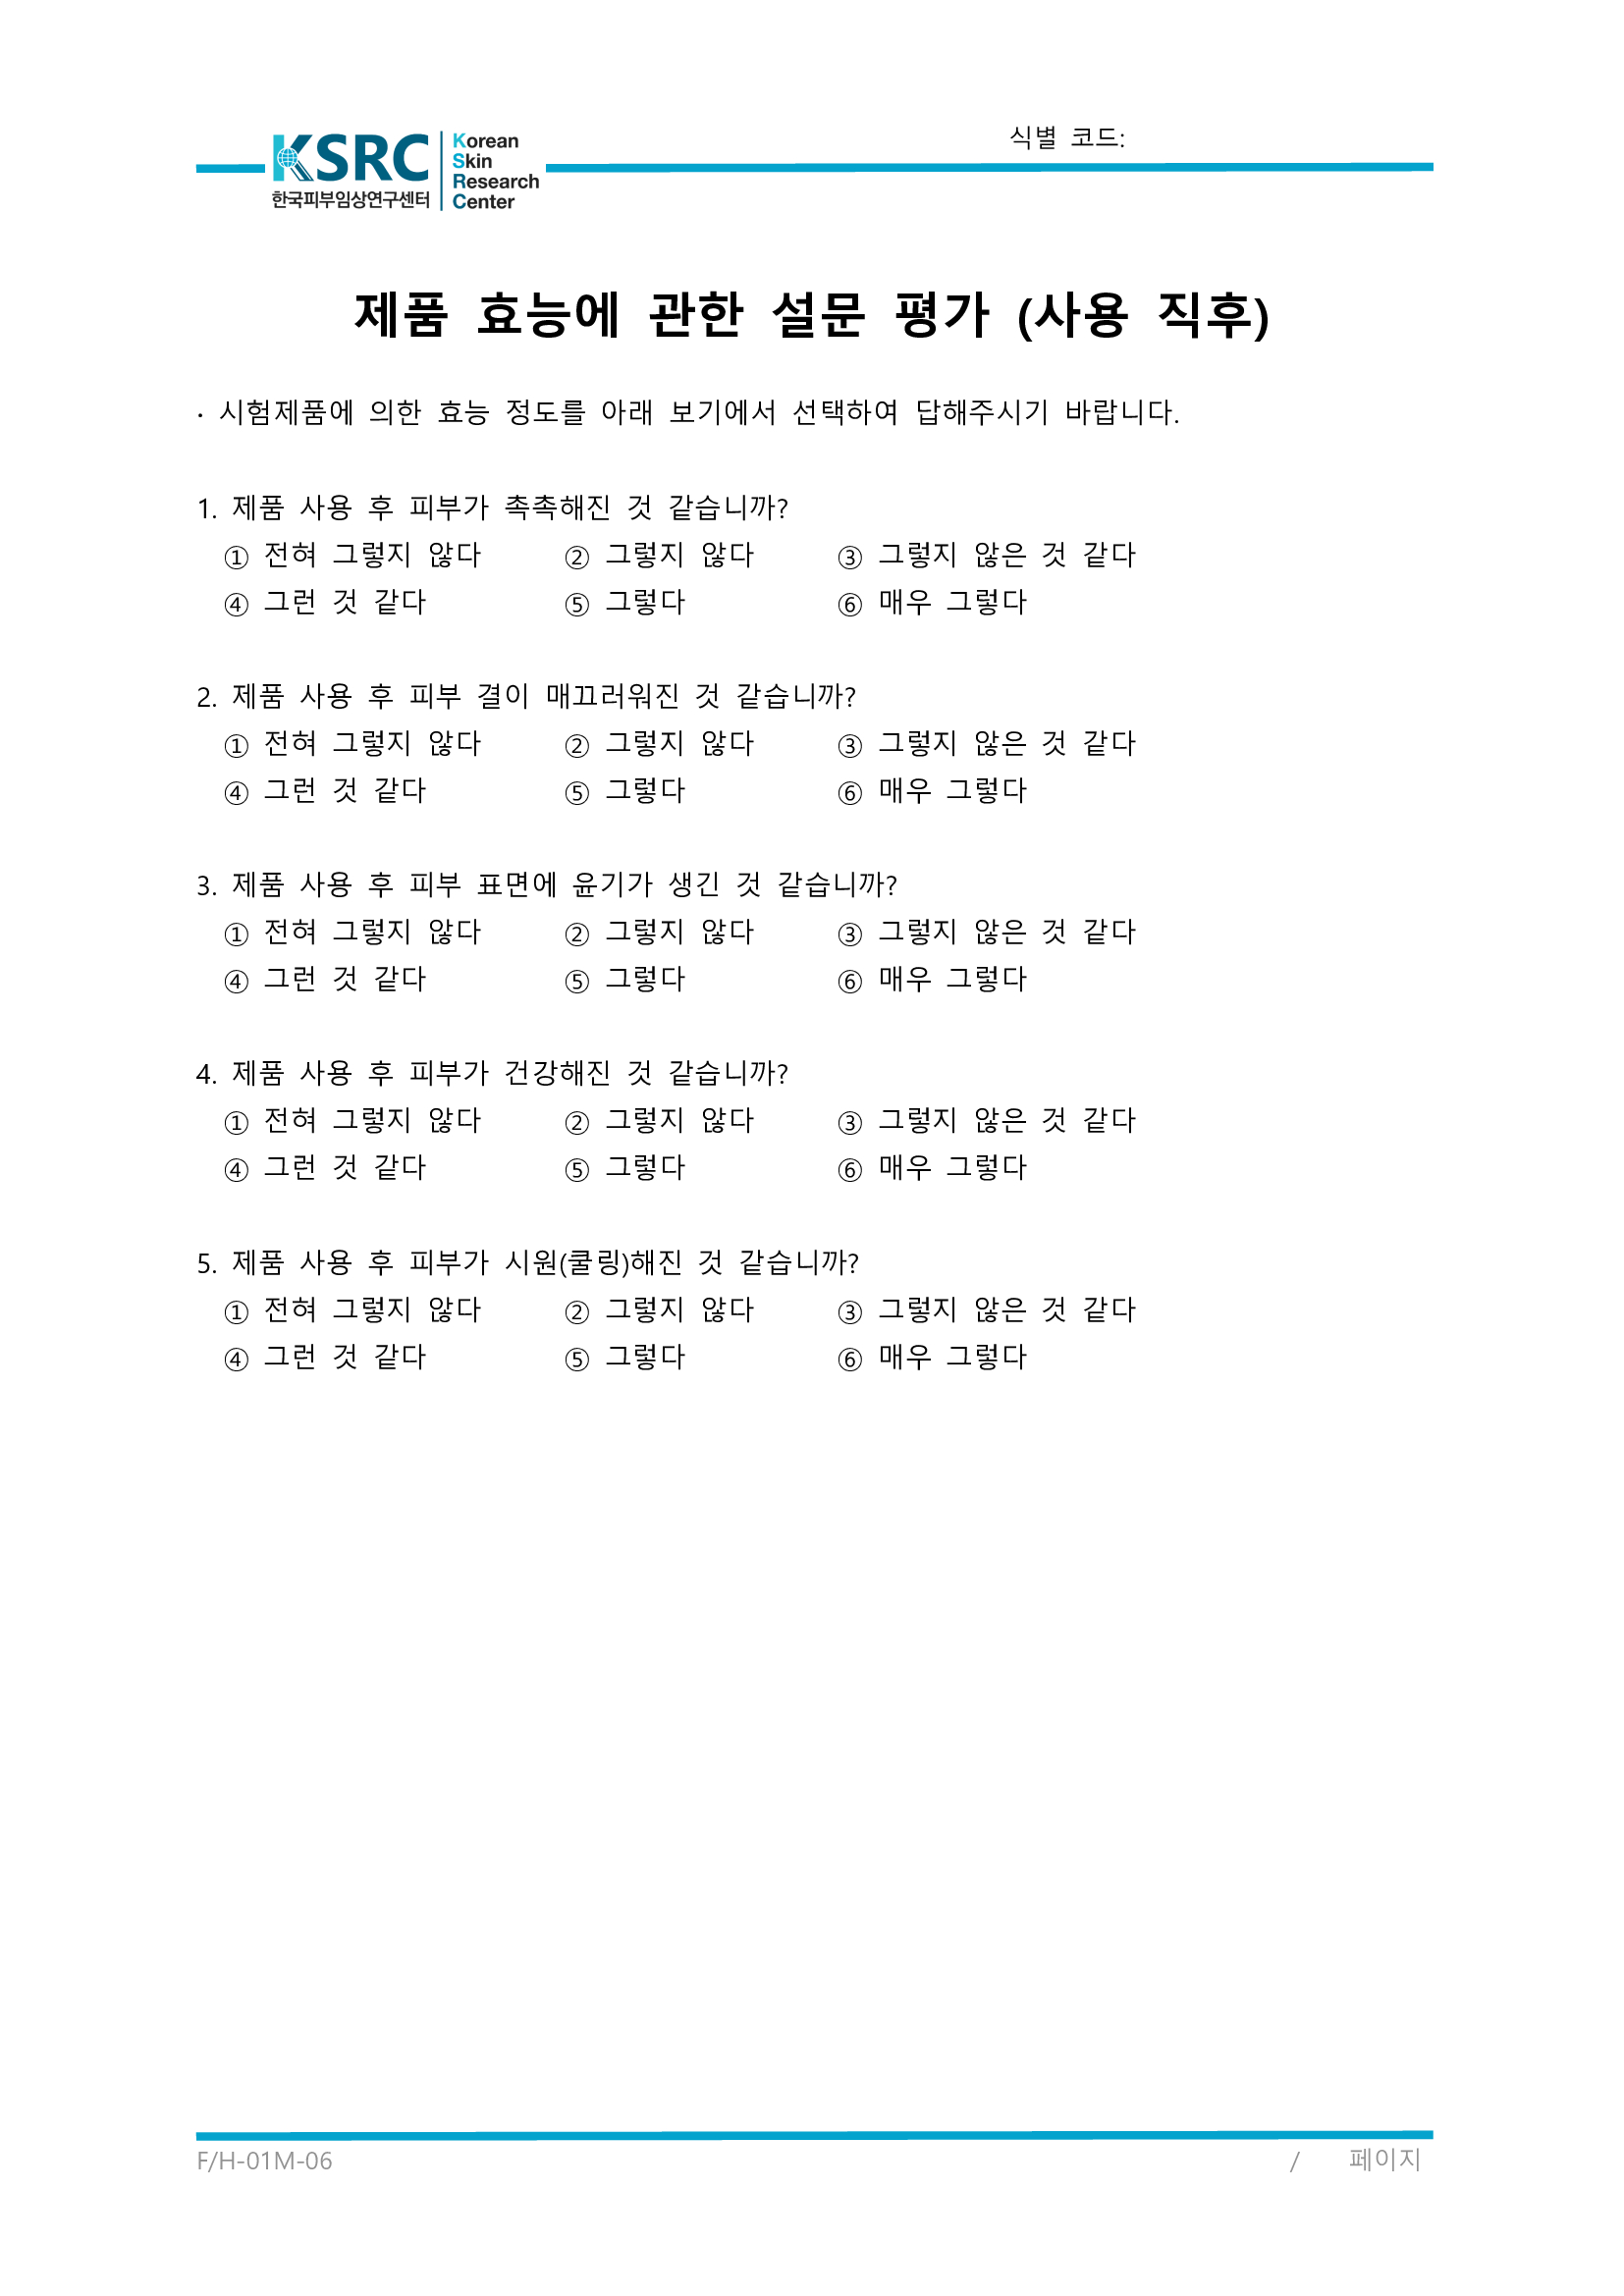 식별 코드:
KSRC
한국피부임상연구센터
Korean
Skin
Research
Center
제품 효능에 관한 설문 평가 (사용 직후)
· 시험제품에 의한 효능 정도를 아래 보기에서 선택하여 답해주시기 바랍니다.
1. 제품 사용 후 피부가 촉촉해진 것 같습니까?
① 전혀 그렇지 않다 ② 그렇지 않다 ③ 그렇지 않은 것 같다
④ 그런 것 같다 ⑤ 그렇다 ⑥ 매우 그렇다
2. 제품 사용 후 피부 결이 매끄러워진 것 같습니까?
① 전혀 그렇지 않다 ② 그렇지 않다 ③ 그렇지 않은 것 같다
④ 그런 것 같다 ⑤ 그렇다 ⑥ 매우 그렇다
3. 제품 사용 후 피부 표면에 윤기가 생긴 것 같습니까?
① 전혀 그렇지 않다 ② 그렇지 않다 ③ 그렇지 않은 것 같다
④ 그런 것 같다 ⑤ 그렇다 ⑥ 매우 그렇다
4. 제품 사용 후 피부가 건강해진 것 같습니까?
① 전혀 그렇지 않다 ② 그렇지 않다 ③ 그렇지 않은 것 같다
④ 그런 것 같다 ⑤ 그렇다 ⑥ 매우 그렇다
5. 제품 사용 후 피부가 시원(쿨링)해진 것 같습니까?
① 전혀 그렇지 않다 ② 그렇지 않다 ③ 그렇지 않은 것 같다
④ 그런 것 같다 ⑤ 그렇다 ⑥ 매우 그렇다
F/H-01M-06 / 페이지